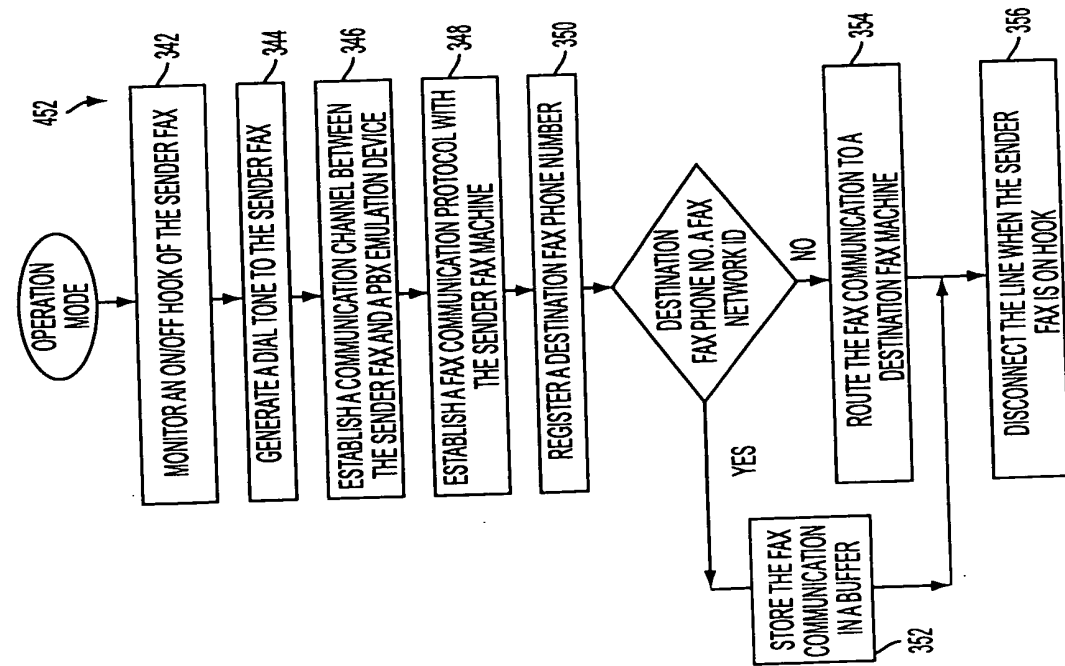 452
OPERATION
MODE
342
MONITOR AN ON/OFF HOOK OF THE SENDER FAX
344
GENERATE A DIAL TONE TO THE SENDER FAX
346
ESTABLISH A COMMUNICATION CHANNEL BETWEEN
THE SENDER FAX AND A PBX EMULATION DEVICE
348
ESTABLISH A FAX COMMUNICATION PROTOCOL WITH
THE SENDER FAX MACHINE
350
REGISTER A DESTINATION FAX PHONE NUMBER
DESTINATION
FAX PHONE NO. A FAX
NETWORK ID
YES
NO
STORE THE FAX
COMMUNICATION
IN A BUFFER
352
354
ROUTE THE FAX COMMUNICATION TO A
DESTINATION FAX MACHINE
356
DISCONNECT THE LINE WHEN THE SENDER
FAX IS ON HOOK